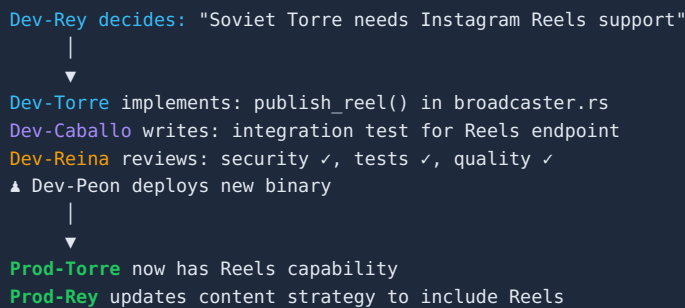 Dev-Rey decides: "Soviet Torre needs Instagram Reels support"
│
▼
Dev-Torre implements: publish_reel() in broadcaster.rs
Dev-Caballo writes: integration test for Reels endpoint
Dev-Reina reviews: security ✓, tests ✓, quality ✓
♟ Dev-Peon deploys new binary
│
▼
Prod-Torre now has Reels capability
Prod-Rey updates content strategy to include Reels